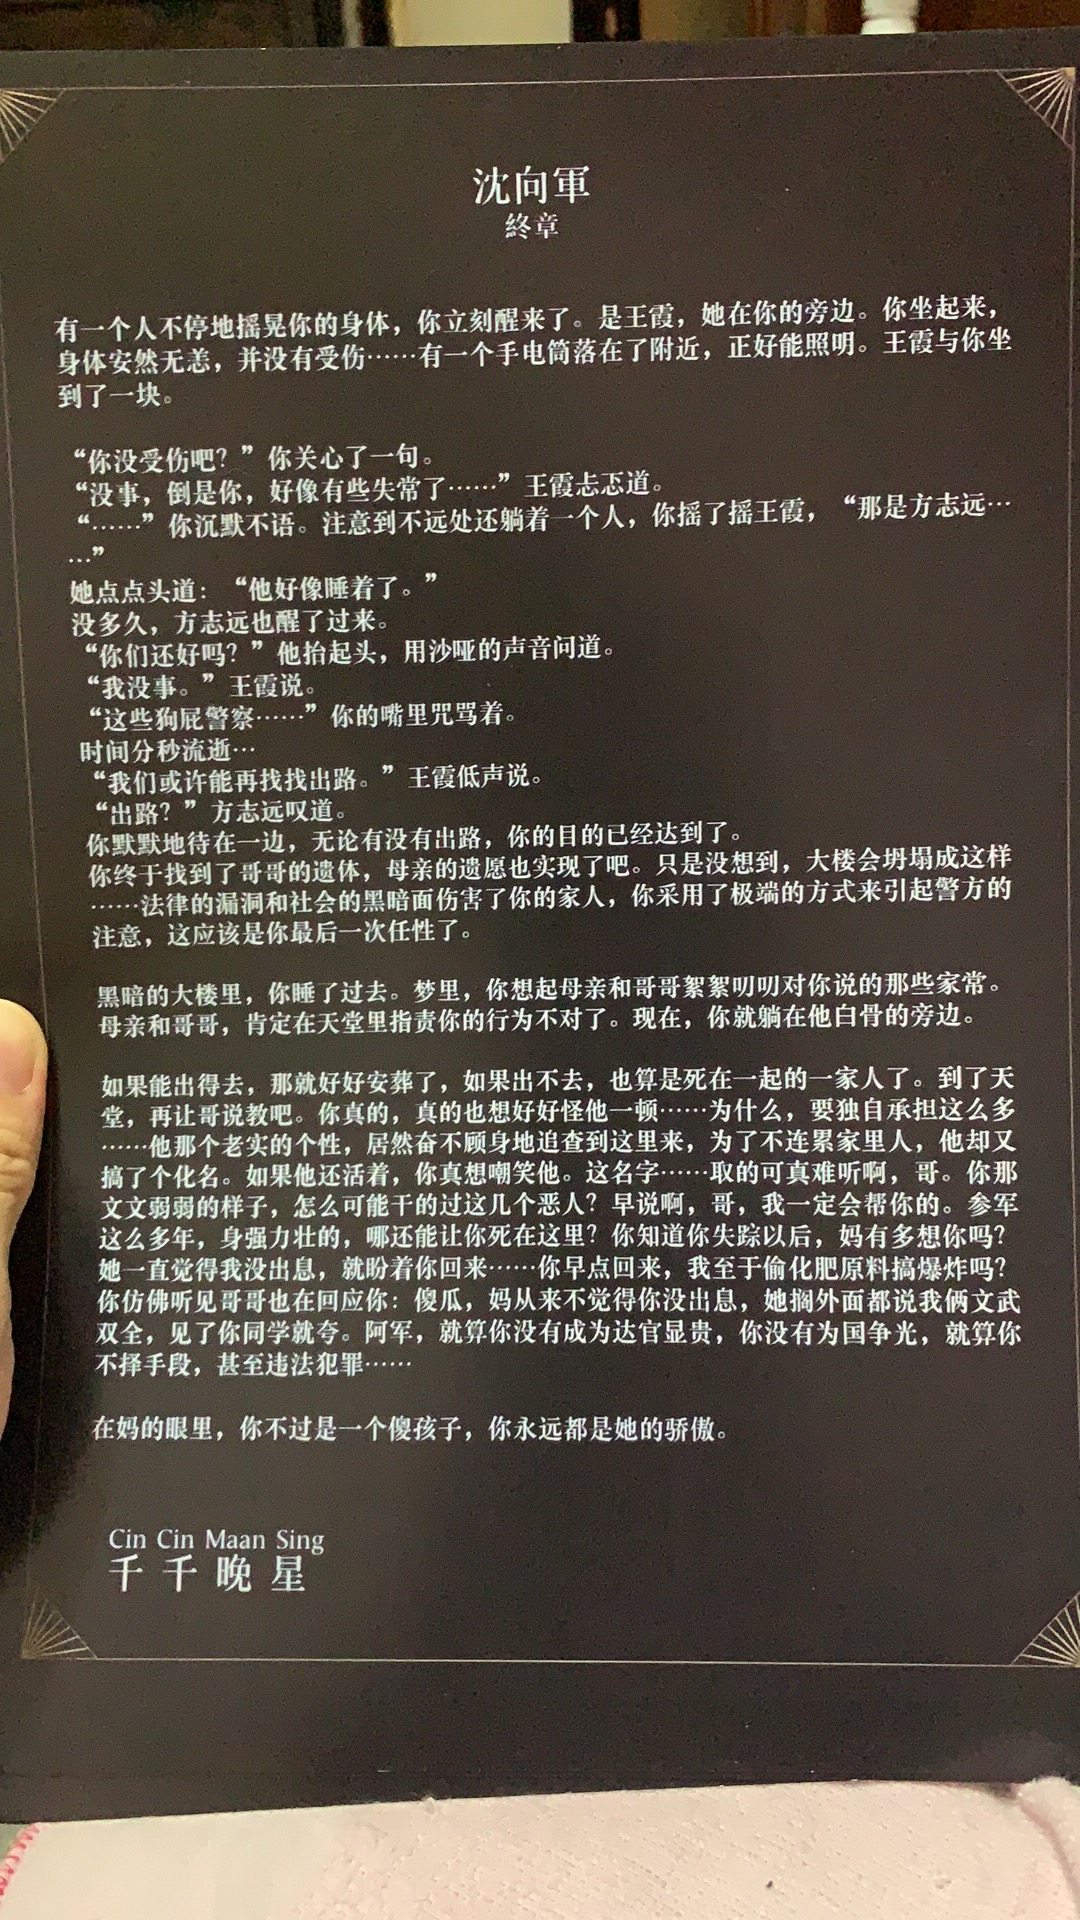 沈向軍
終章
有一个人不停地摇晃你的身体，你立刻醒来了。是王霞，她在你的旁边。你坐起来，
身体安然无恙，并没有受伤……有一个手电筒落在了附近，正好能照明。王霞与你坐
到了一块。
“你没受伤吧？”你关心了一句。
“没事，倒是你，好像有些失常了……”王霞忐忑道。
“……”你沉默不语。注意到不远处还躺着一个人，你摇了摇王霞，“那是方志远…
…”
她点点头道：“他好像睡着了。”
没多久，方志远也醒了过来。
“你们还好吗？”他抬起头，用沙哑的声音问道。
“我没事。”王霞说。
“这些狗屁警察……”你的嘴里咒骂着。
时间分秒流逝…
“我们或许能再找找出路。”王霞低声说。
“出路？”方志远叹道。
你默默地待在一边，无论有没有出路，你的目的已经达到了。
你终于找到了哥哥的遗体，母亲的遗愿也实现了吧。只是没想到，大楼会坍塌成这样
……法律的漏洞和社会的黑暗面伤害了你的家人，你采用了极端的方式来引起警方的
注意，这应该是你最后一次任性了。
黑暗的大楼里，你睡了过去。梦里，你想起母亲和哥哥絮絮叨叨对你说的那些家常。
母亲和哥哥，肯定在天堂里指责你的行为不对了。现在，你就躺在他白骨的旁边。
如果能出得去，那就好好安葬了，如果出不去，也算是死在一起的一家人了。到了天
堂，再让哥说教吧。你真的，真的也想好好怪他一顿……为什么，要独自承担这么多
……他那个老实的个性，居然奋不顾身地追查到这里来，为了不连累家里人，他却又
搞了个化名。如果他还活着，你真想嘲笑他。这名字……取的可真难听啊，哥。你那
文文弱弱的样子，怎么可能干的过这几个恶人？早说啊，哥，我一定会帮你的。参军
这么多年，身强力壮的，哪还能让你死在这里？你知道你失踪以后，妈有多想你吗？
她一直觉得我没出息，就盼着你回来……你早点回来，我至于偷化肥原料搞爆炸吗？
你仿佛听见哥哥也在回应你：傻瓜，妈从来不觉得你没出息，她搁外面都说我俩文武
双全，见了你同学就夸。阿军，就算你没有成为达官显贵，你没有为国争光，就算你
不择手段，甚至违法犯罪……
在妈的眼里，你不过是一个傻孩子，你永远都是她的骄傲。
Cin Cin Maan Sing
千千晚星